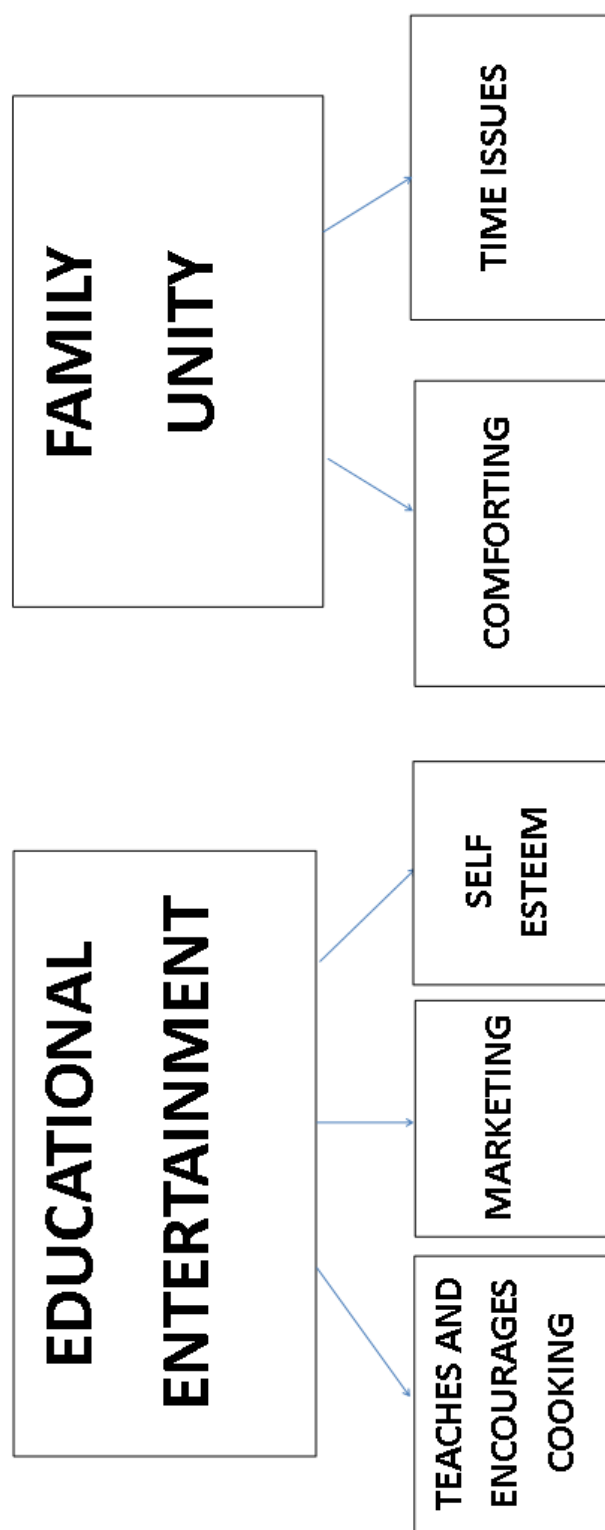 EDUCATIONAL
ENTERTAINMENT
FAMILY
UNITY
TEACHES AND
ENCOURAGES
COOKING
MARKETING
SELF
ESTEEM
COMFORTING
TIME ISSUES